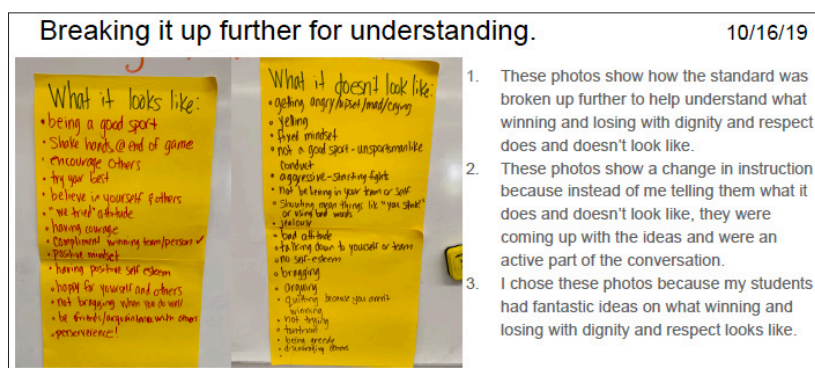 Breaking it up further for understanding.
10/16/19
What it looks like:
• being a good sport
• Shake hands @ end of game
• encourage others
• try your best
• believe in yourself & others
• "we tried" attitude
• having courage
• Compliment winning team/person ✓
• positive mindset
• having positive self esteem
• happy for yourself and others
• not bragging when you do well
• be friends/acquaintances with others
• perserverence!
What it doesn't look like:
• getting angry/upset/mad/crying
• yelling
• fixed mindset
• not a good sport - unsportsmanlike
conduct
• aggressive - starting fights
• not believing in your team or self
• Shouting mean things like "you stink!"
or using bad words
• jealousy
• bad attitude
• talking down to yourself or team
• no self-esteem
• bragging
• arguing
• quitting because you aren't
winning
• not trying
• tantrum
• being greedy
• discouraging others
1. These photos show how the standard was
broken up further to help understand what
winning and losing with dignity and respect
does and doesn't look like.
2. These photos show a change in instruction
because instead of me telling them what it
does and doesn't look like, they were
coming up with the ideas and were an
active part of the conversation.
3. I chose these photos because my students
had fantastic ideas on what winning and
losing with dignity and respect looks like.